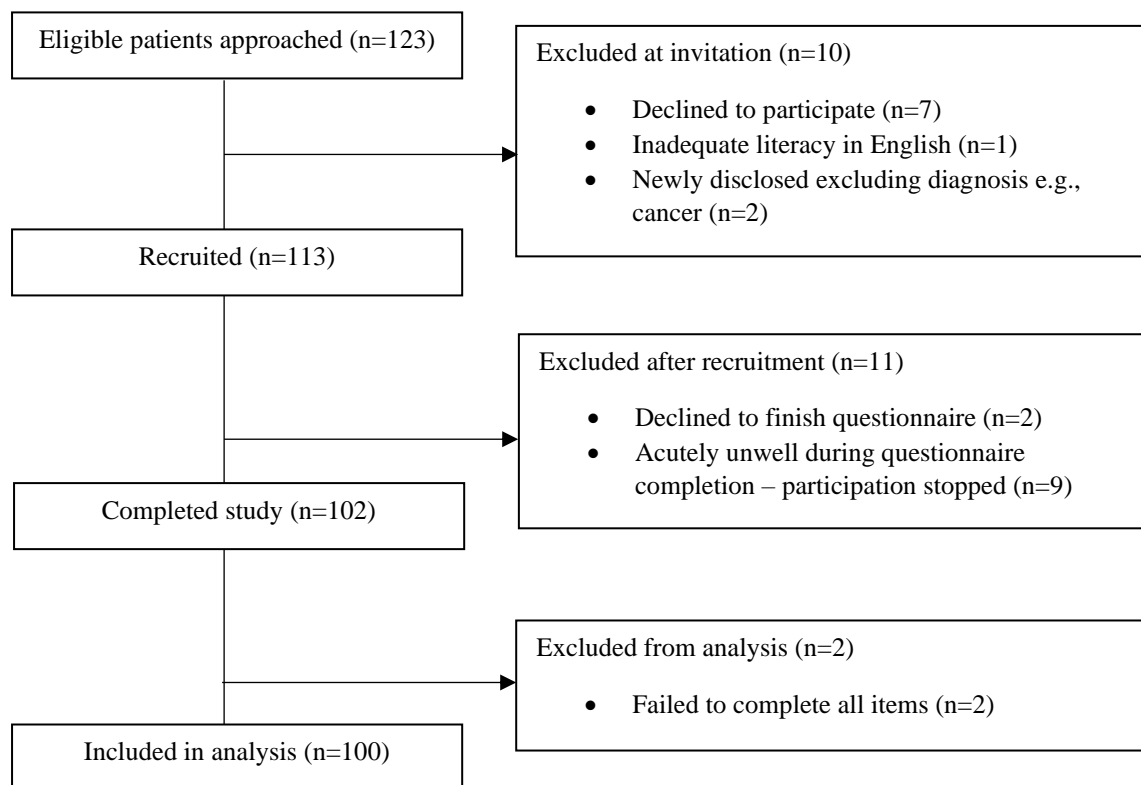 Eligible patients approached (n=123)
Excluded at invitation (n=10)
• Declined to participate (n=7)
• Inadequate literacy in English (n=1)
• Newly disclosed excluding diagnosis e.g.,
cancer (n=2)
Recruited (n=113)
Excluded after recruitment (n=11)
• Declined to finish questionnaire (n=2)
• Acutely unwell during questionnaire
completion – participation stopped (n=9)
Completed study (n=102)
Excluded from analysis (n=2)
• Failed to complete all items (n=2)
Included in analysis (n=100)